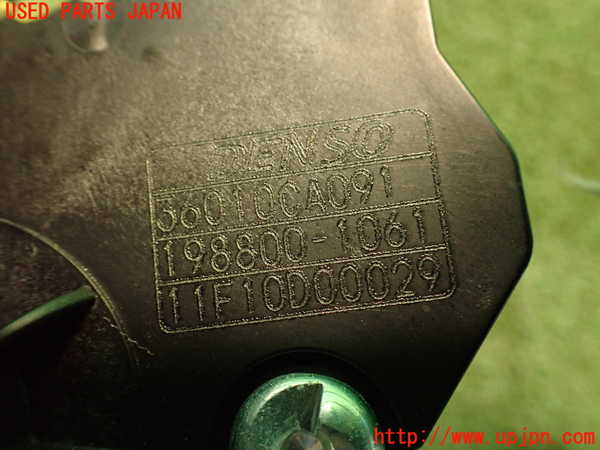 USED PARTS JAPAN
DENSO
36010CA091
198800-1061
11F10D00029
http://www.upjpn.com/